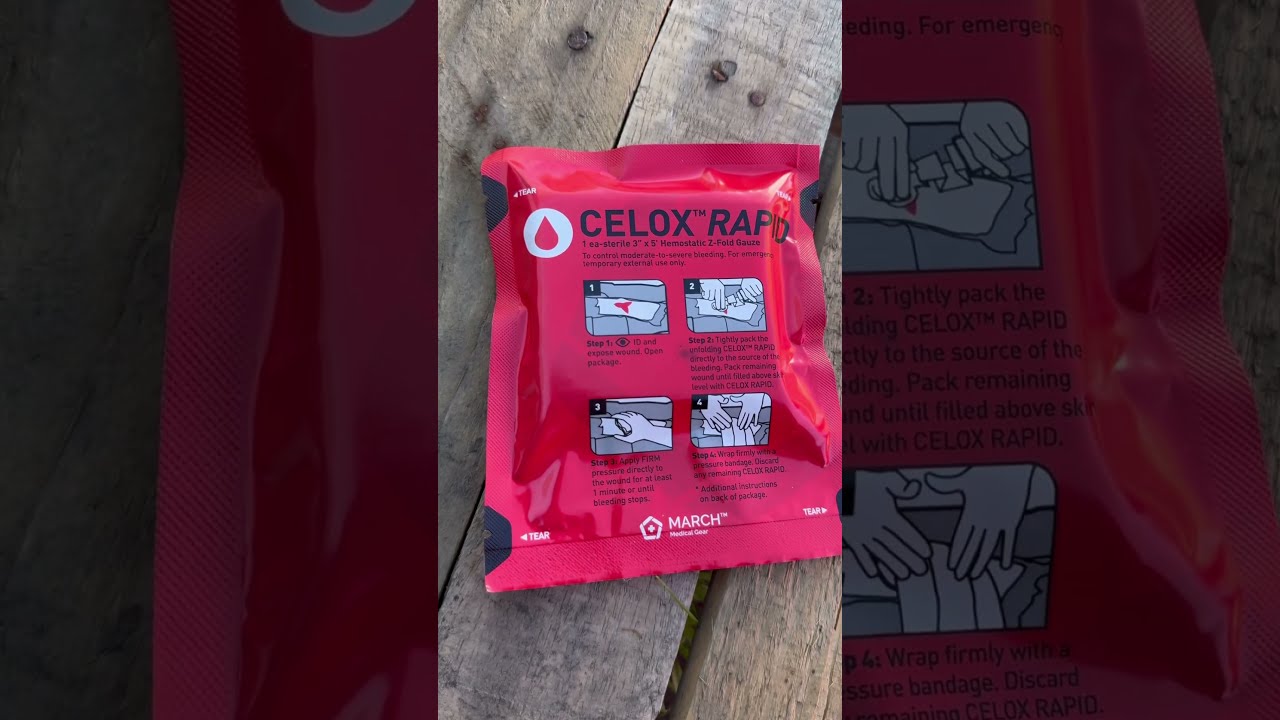 ◄TEAR
TEAR►
CELOX™ RAPID
1 ea-sterile 3" x 5' Hemostatic Z-Fold Gauze
To control moderate-to-severe bleeding. For emergenc
temporary external use only.
1
Step 1: ID and
expose wound. Open
package.
2
Step 2: Tightly pack the
unfolding CELOX™ RAPID
directly to the source of the
bleeding. Pack remaining
wound until filled above sk
level with CELOX RAPID.
3
Step 3: Apply FIRM
pressure directly to
the wound for at least
1 minute or until
bleeding stops.
4
Step 4: Wrap firmly with a
pressure bandage. Discard
any remaining CELOX RAPID.
* Additional instructions
on back of package.
◄TEAR
MARCH™
Medical Gear
TEAR►
eding. For emergenc
2: Tightly pack the
lding CELOX™ RAPID
ctly to the source of the
eding. Pack remaining
und until filled above skin
l with CELOX RAPID.
p 4: Wrap firmly with a
ssure bandage. Discard
remaining CELOX RAPID.